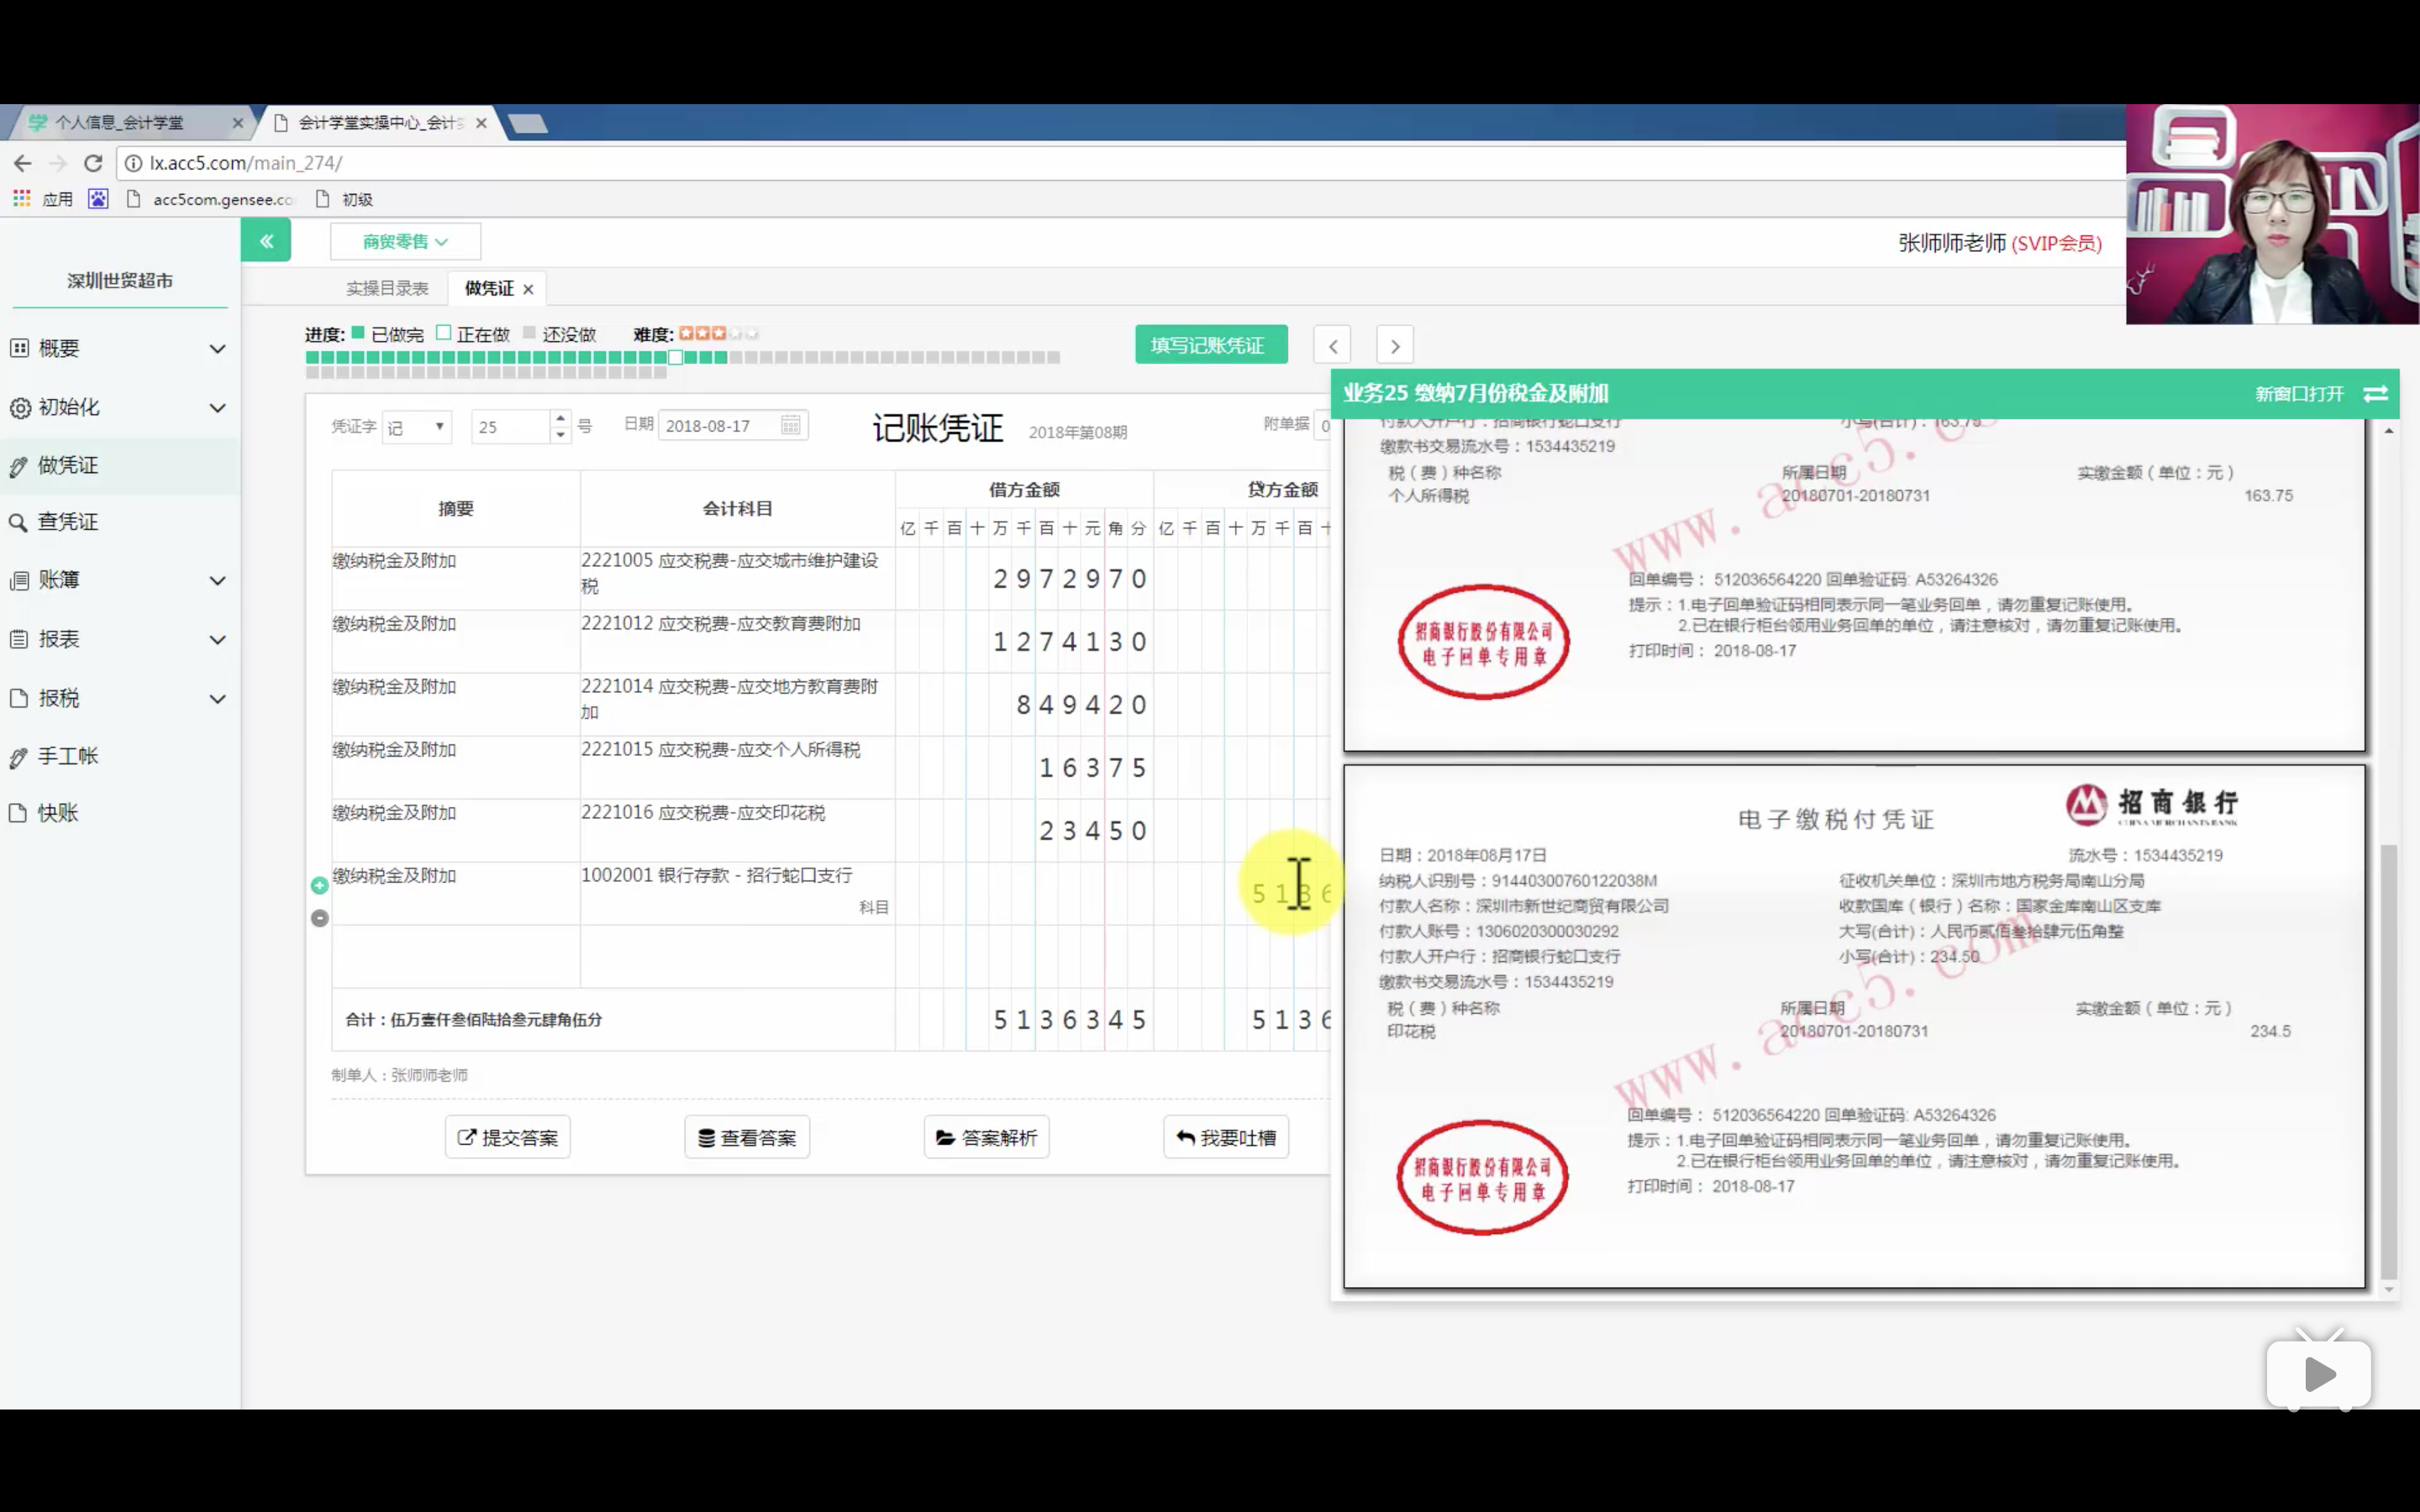 个人信息_会计学堂
会计学堂实操中心_会计实
lx.acc5.com/main_274/
应用
acc5com.gensee.co
初级
商贸零售
张师师老师 (SVIP会员)
深圳世贸超市
概要
初始化
做凭证
查凭证
账簿
报表
报税
手工帐
快账
实操目录表
做凭证
进度: 已做完 正在做 还没做 难度:
填写记账凭证
凭证字 记 25 号 日期 2018-08-17 记账凭证 2018年第08期 附单据 0
摘要 会计科目 借方金额 贷方金额
亿千百十万千百十元角分 亿千百十万千百十
缴纳税金及附加 2221005 应交税费-应交城市维护建设税 2972970
缴纳税金及附加 2221012 应交税费-应交教育费附加 1274130
缴纳税金及附加 2221014 应交税费-应交地方教育费附加 849420
缴纳税金及附加 2221015 应交税费-应交个人所得税 16375
缴纳税金及附加 2221016 应交税费-应交印花税 23450
缴纳税金及附加 1002001 银行存款 - 招行蛇口支行 5136
科目
合计：伍万壹仟叁佰陆拾叁元肆角伍分 5136345 5136
制单人：张师师老师
提交答案
查看答案
答案解析
我要吐槽
业务25 缴纳7月份税金及附加
新窗口打开
付款人开户行：招商银行蛇口支行 小写(合计)：163.75
缴款书交易流水号：1534435219
税（费）种名称 所属日期 实缴金额（单位：元）
个人所得税 20180701-20180731 163.75
www.acc5.co
回单编号： 512036564220 回单验证码: A53264326
提示：1.电子回单验证码相同表示同一笔业务回单，请勿重复记账使用。
2.已在银行柜台领用业务回单的单位，请注意核对，请勿重复记账使用。
打印时间： 2018-08-17
招商银行股份有限公司
电子回单专用章
电子缴税付凭证
招商银行
CHINA MERCHANTS BANK
日期：2018年08月17日 流水号：1534435219
纳税人识别号：91440300760122038M 征收机关单位：深圳市地方税务局南山分局
付款人名称：深圳市新世纪商贸有限公司 收款国库（银行）名称：国家金库南山区支库
付款人账号：1306020300030292 大写(合计)：人民币贰佰叁拾肆元伍角整
付款人开户行：招商银行蛇口支行 小写(合计)：234.50
缴款书交易流水号：1534435219
税（费）种名称 所属日期 实缴金额（单位：元）
印花税 20180701-20180731 234.5
www.acc5.com
回单编号： 512036564220 回单验证码: A53264326
提示：1.电子回单验证码相同表示同一笔业务回单，请勿重复记账使用。
2.已在银行柜台领用业务回单的单位，请注意核对，请勿重复记账使用。
打印时间： 2018-08-17
招商银行股份有限公司
电子回单专用章